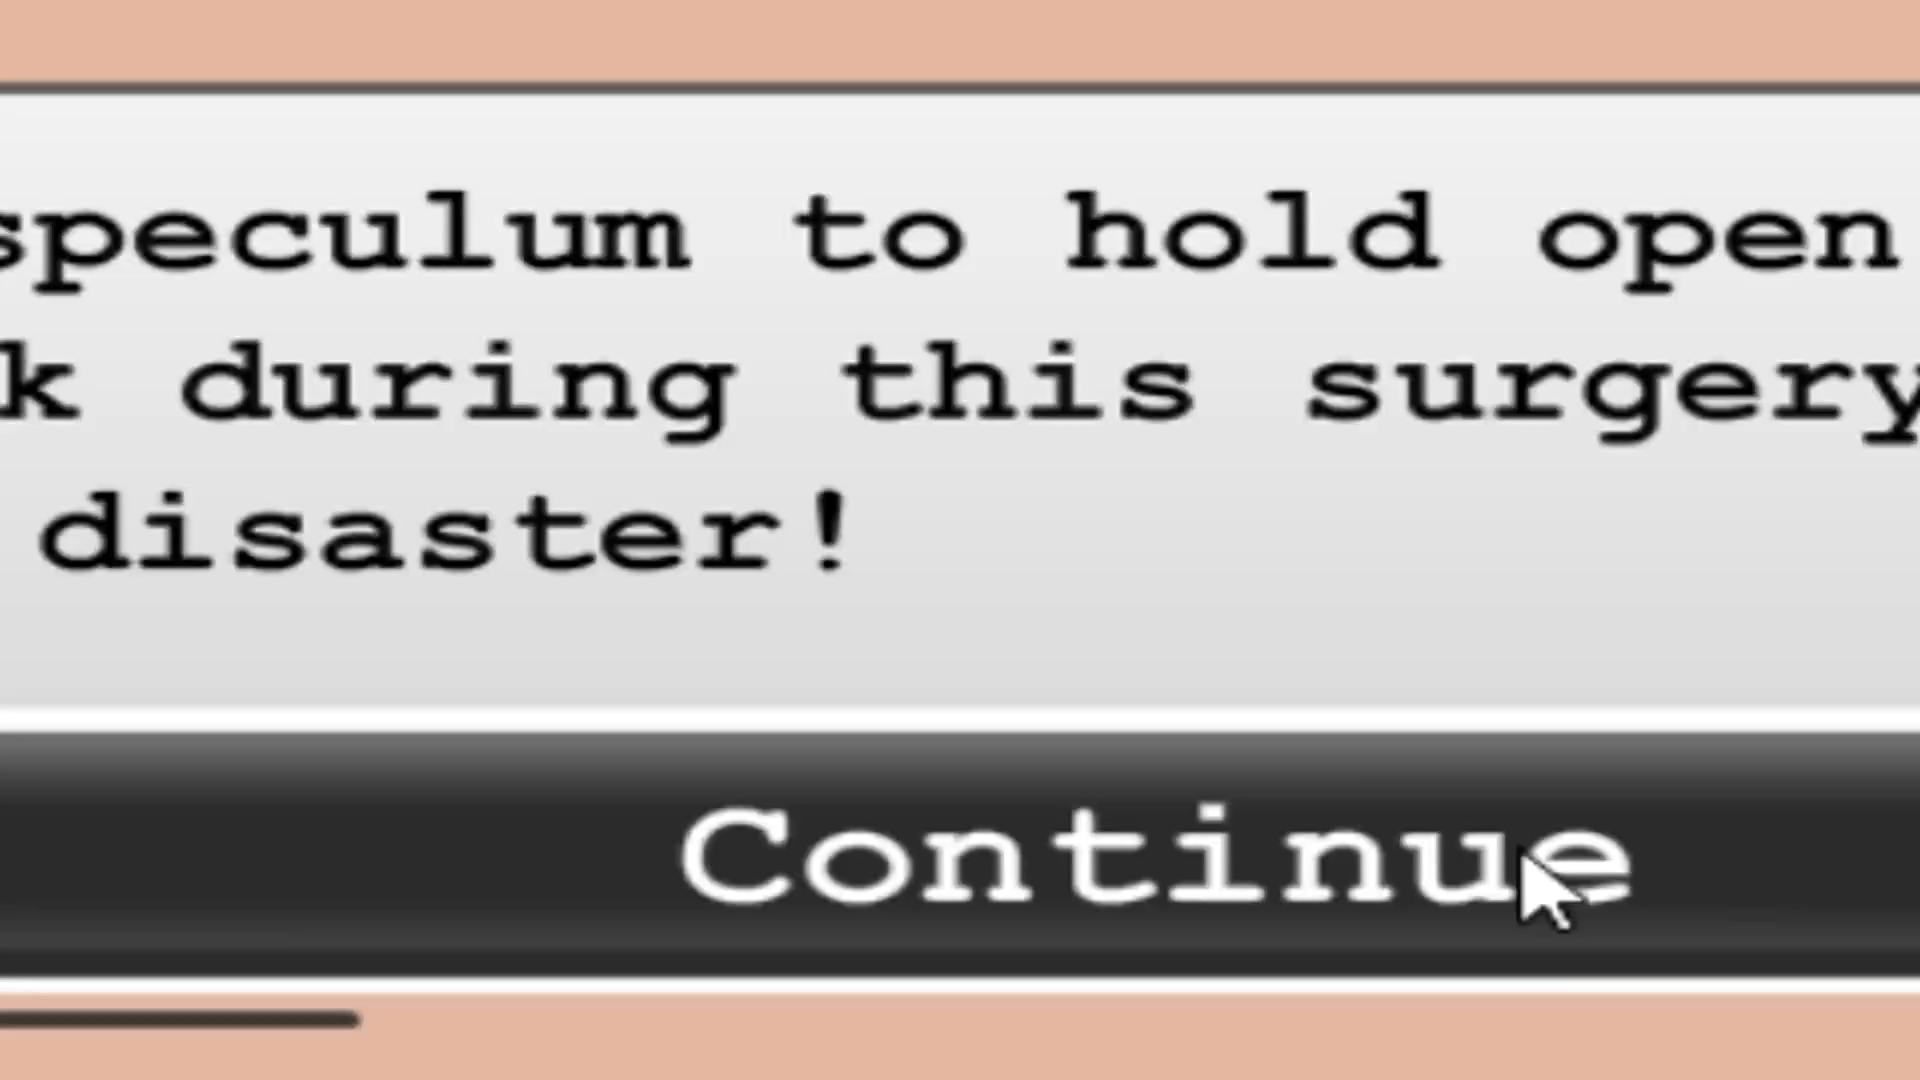 speculum to hold open
k during this surgery
disaster!
Continue